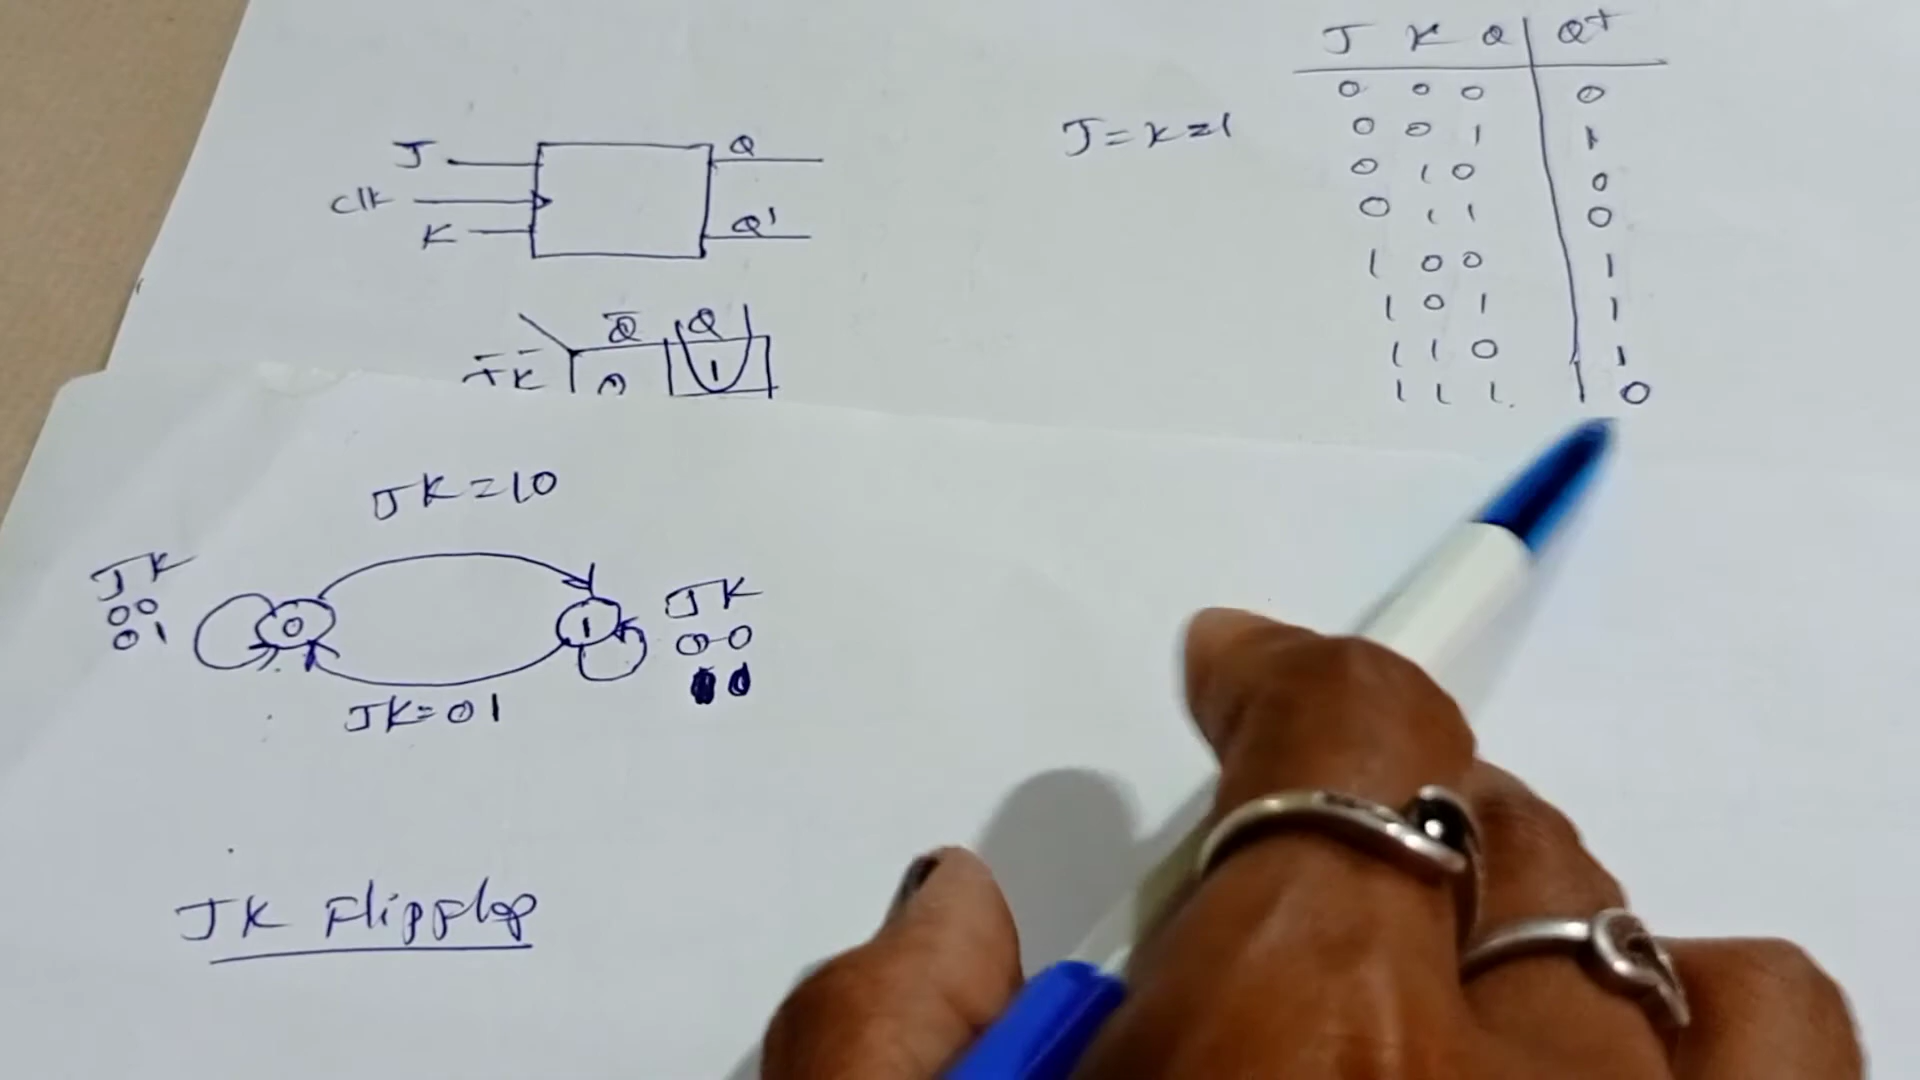 J K Q Q+
0 0 0 0
0 0 1 1
0 1 0 0
0 1 1 0
1 0 0 1
1 0 1 1
1 1 0 1
1 1 1 0
J=K=1
J Q
Clk
K Q'
Q̅ Q
J̅K̅ 0 1
JK=10
JK
00
01
0
1
JK
00
10
JK=01
JK Flipflop